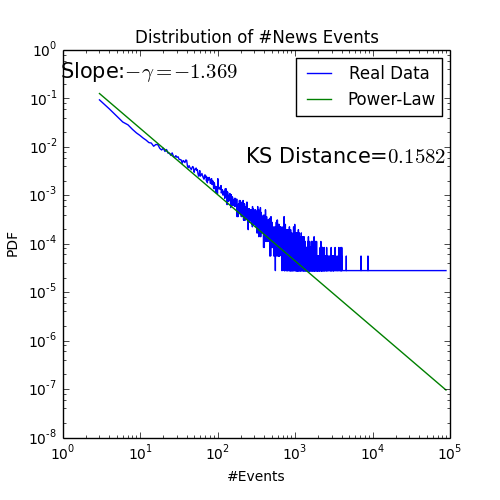 Distribution of #News Events
Slope:−γ=−1.369
Real Data
Power-Law
KS Distance=0.1582
PDF
10^0
10^-1
10^-2
10^-3
10^-4
10^-5
10^-6
10^-7
10^-8
10^0 10^1 10^2 10^3 10^4 10^5
#Events